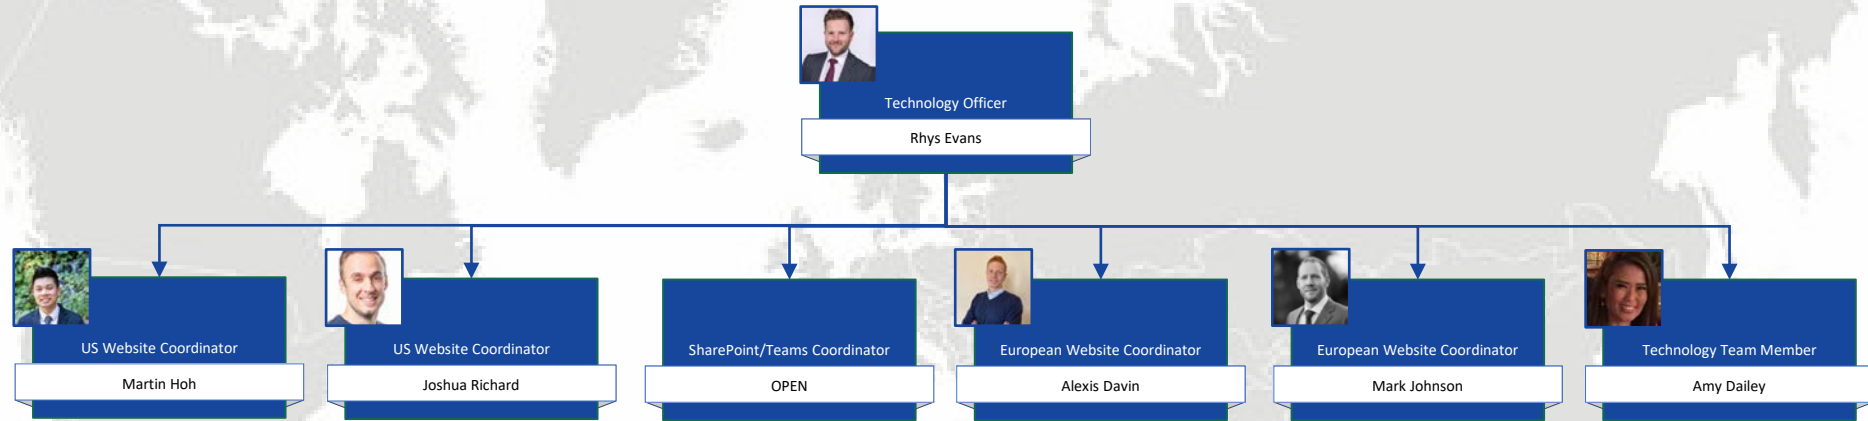 Technology Officer
Rhys Evans
US Website Coordinator
Martin Hoh
US Website Coordinator
Joshua Richard
SharePoint/Teams Coordinator
OPEN
European Website Coordinator
Alexis Davin
European Website Coordinator
Mark Johnson
Technology Team Member
Amy Dailey